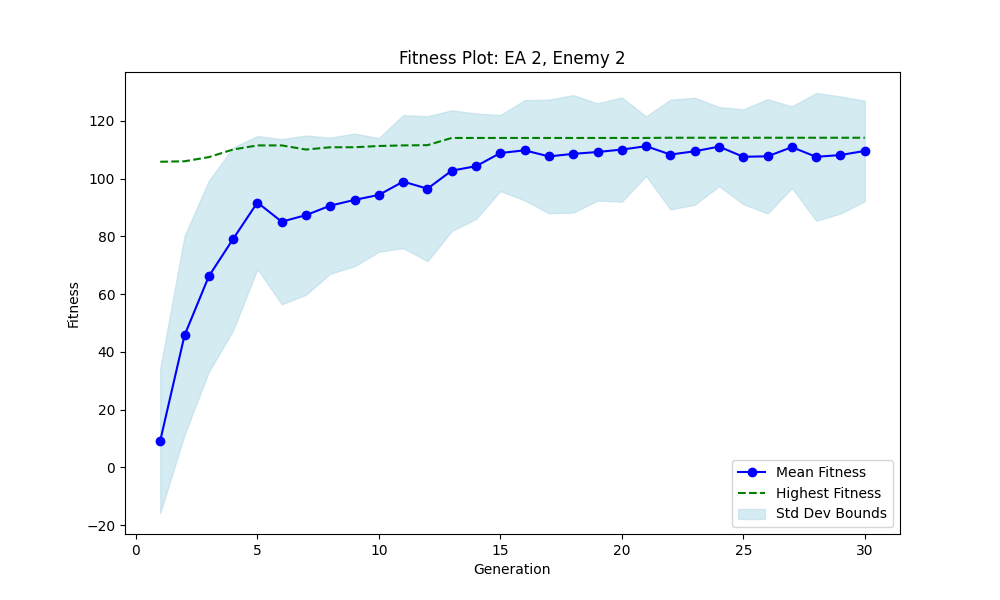 Fitness Plot: EA 2, Enemy 2
Fitness
120
100
80
60
40
20
0
−20
0 5 10 15 20 25 30
Generation
Mean Fitness
Highest Fitness
Std Dev Bounds